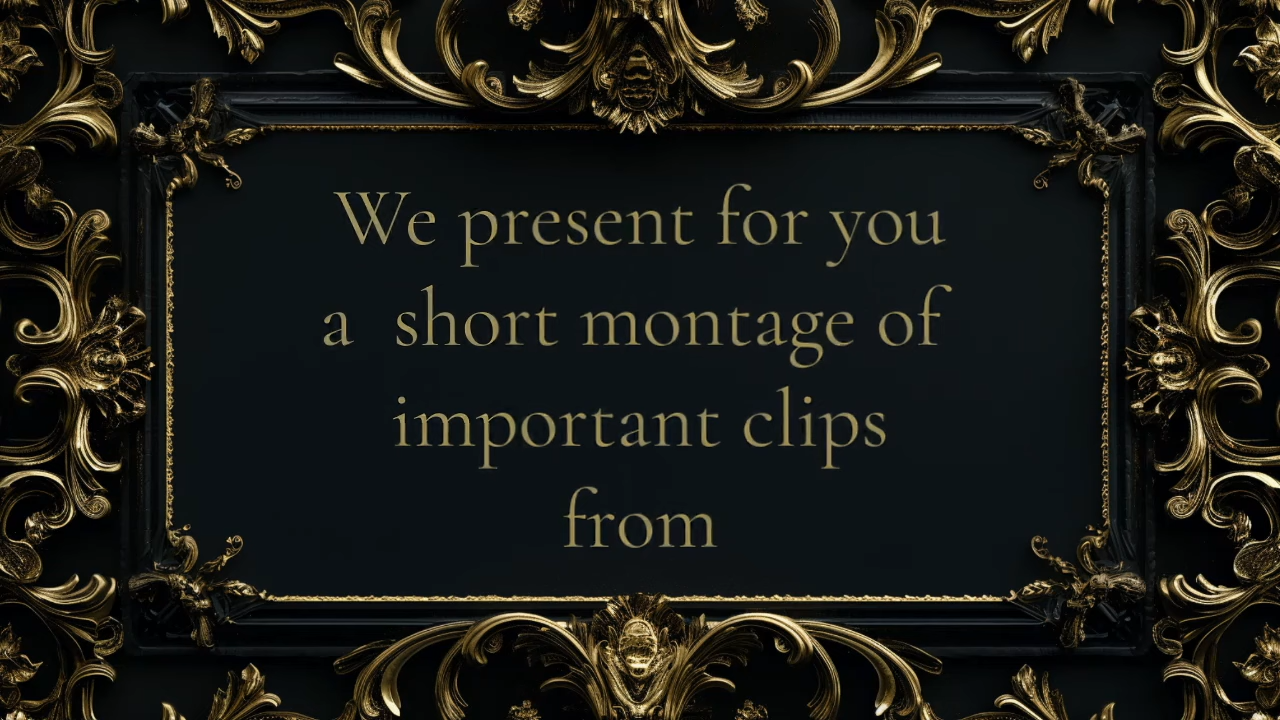 We present for you
a short montage of
important clips
from